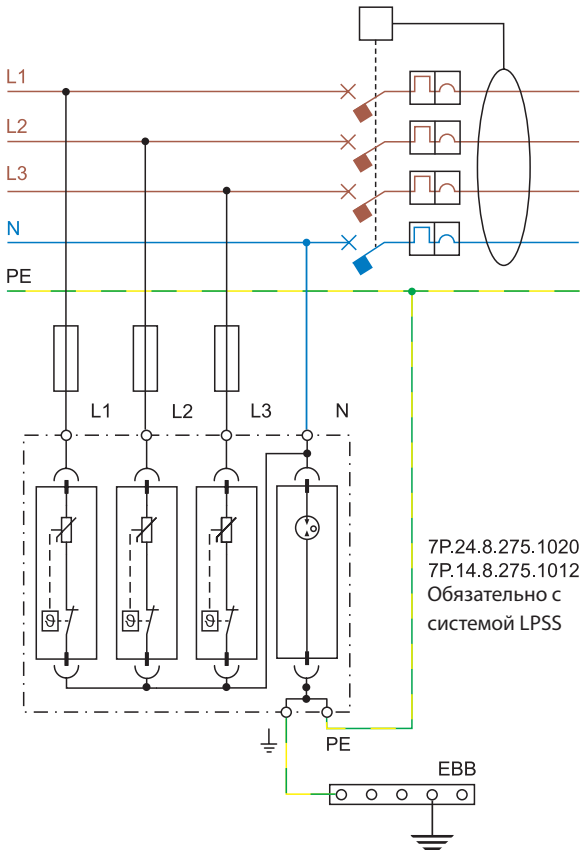 L1
L2
L3
N
PE
L1
L2
L3
N
ϑ
ϑ
ϑ
7P.24.8.275.1020
7P.14.8.275.1012
Обязательно с
системой LPSS
PE
EBB